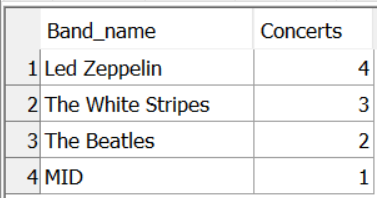 Band_name Concerts
1 Led Zeppelin 4
2 The White Stripes 3
3 The Beatles 2
4 MID 1